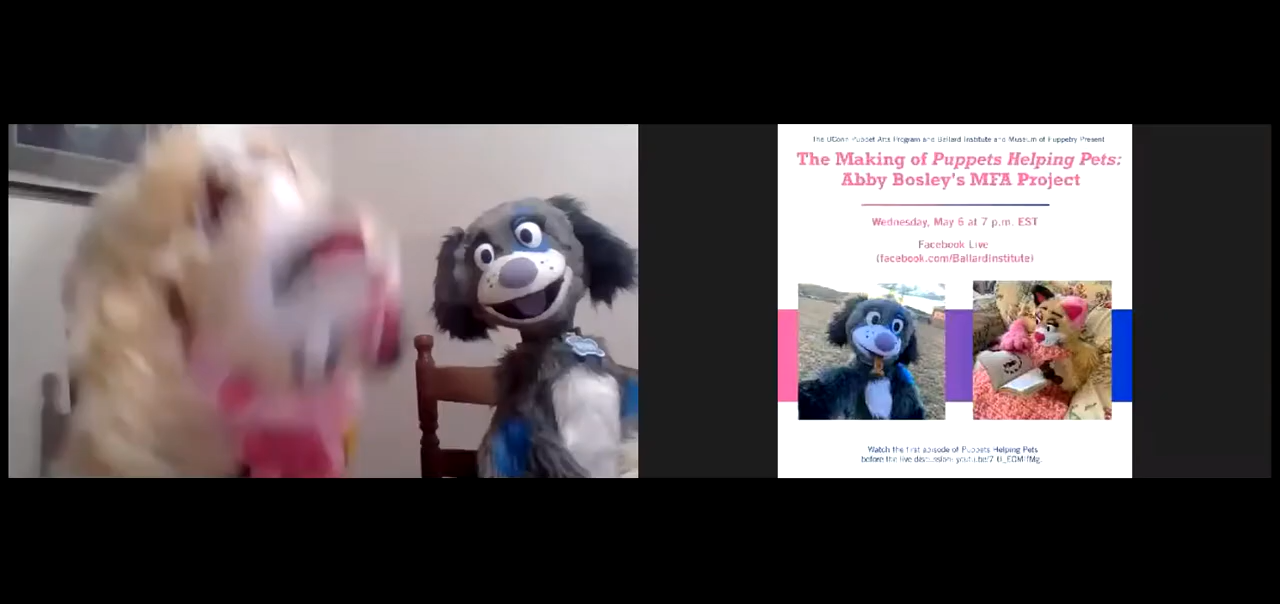 The UConn Puppet Arts Program and Ballard Institute and Museum of Puppetry Present
The Making of Puppets Helping Pets:
Abby Bosley's MFA Project
Wednesday, May 6 at 7 p.m. EST
Facebook Live
(facebook.com/BallardInstitute)
Watch the first episode of Puppets Helping Pets
before the live discussion: